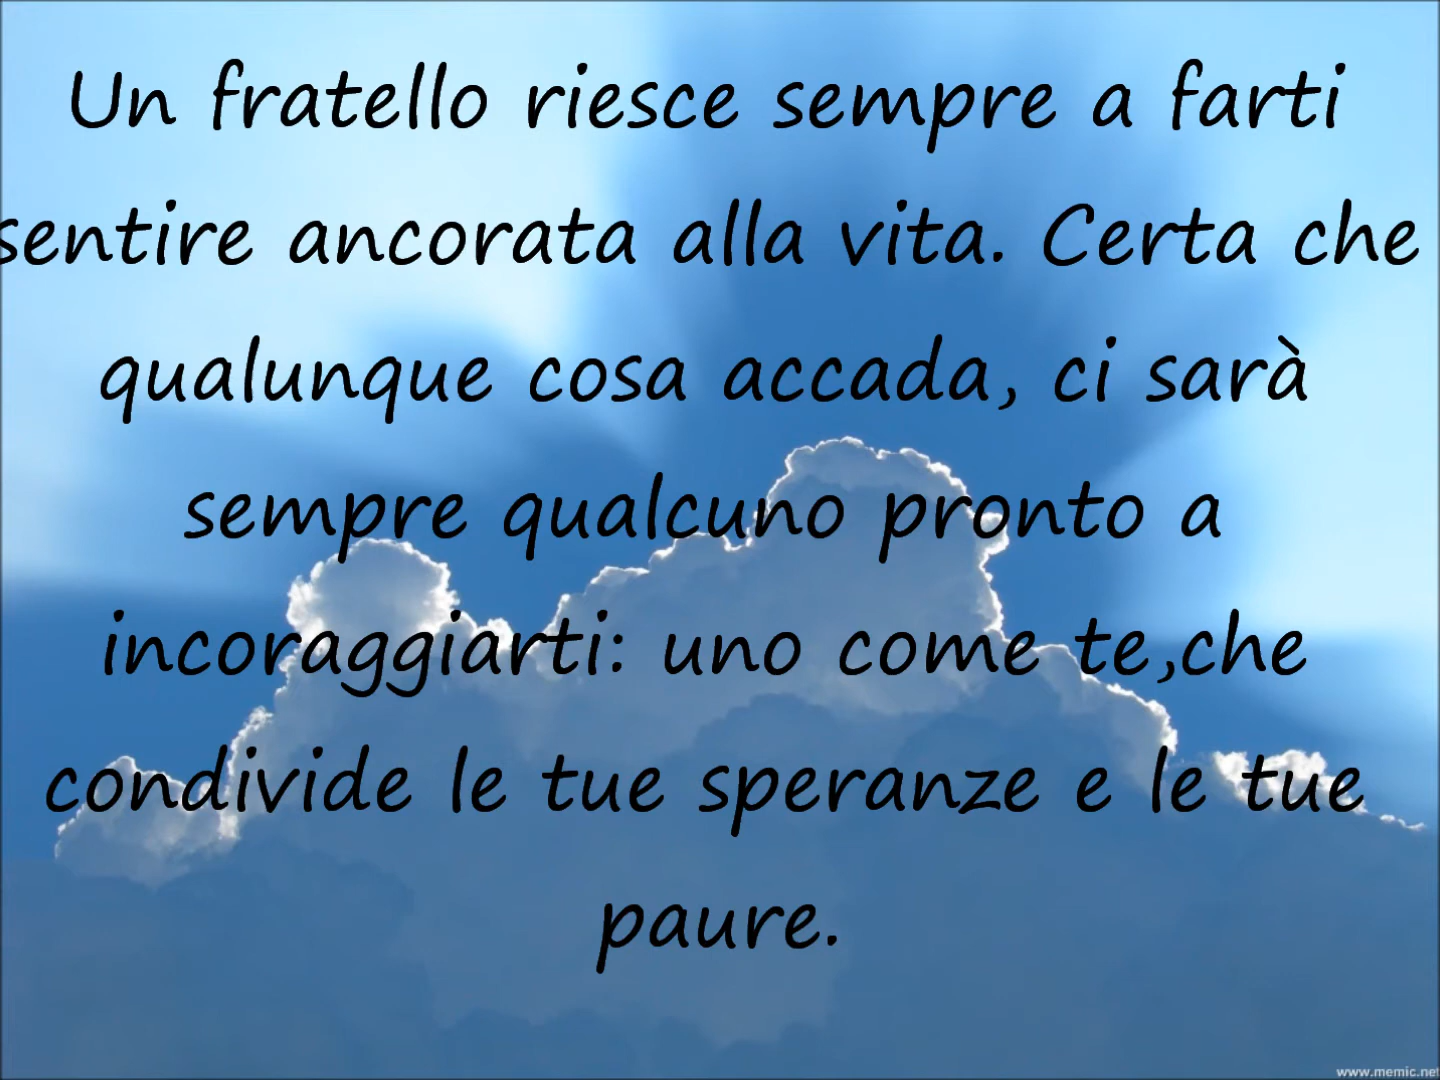 Un fratello riesce sempre a farti
sentire ancorata alla vita. Certa che
qualunque cosa accada, ci sarà
sempre qualcuno pronto a
incoraggiarti: uno come te,che
condivide le tue speranze e le tue
paure.
www.memic.net